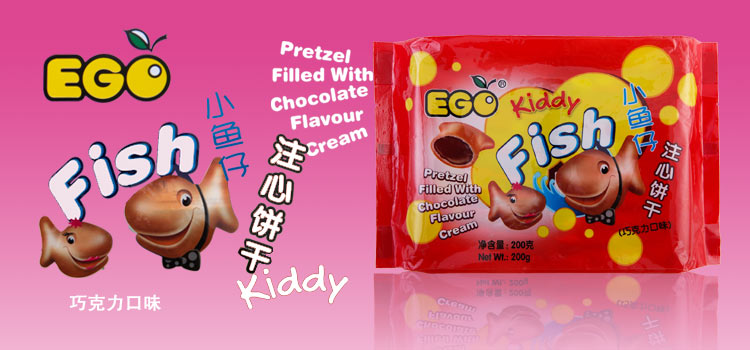 EGO
Pretzel
Filled With
Chocolate
Flavour
Cream
小鱼仔
Fish
注心饼干
Kiddy
巧克力口味
EGO®
Kiddy
Fish
小鱼仔
注心饼干
(巧克力口味)
Pretzel
Filled With
Chocolate
Flavour
Cream
净含量:200克
Net Wt.: 200g